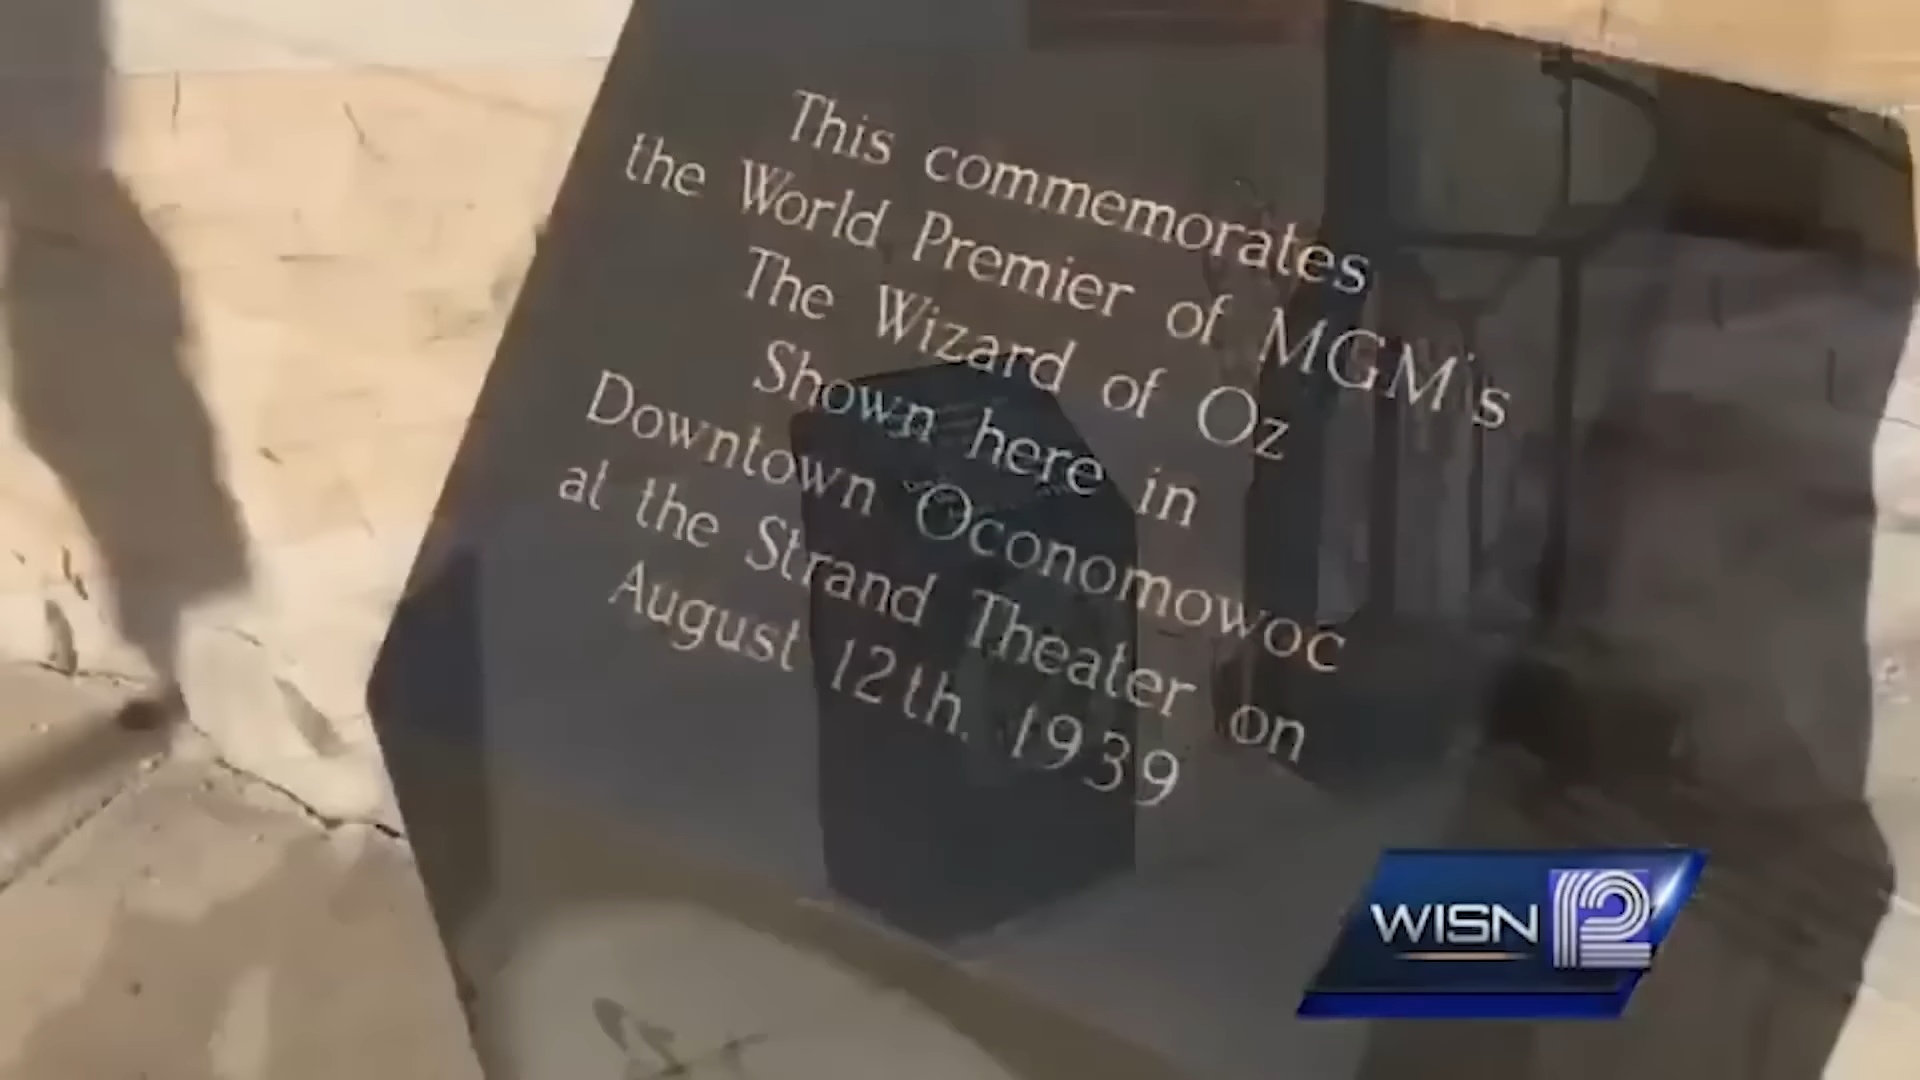 This commemorates
the World Premier of MGM's
The Wizard of Oz
Shown here in
Downtown Oconomowoc
at the Strand Theater on
August 12th, 1939
WISN 12